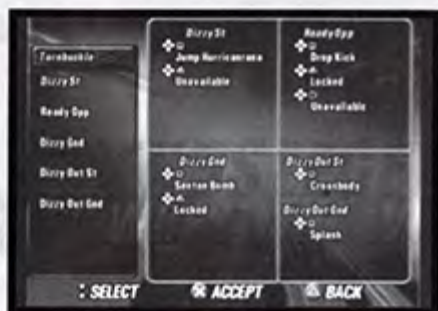 Turnbuckle
Dizzy St
Ready Opp
Dizzy Gnd
Dizzy Out St
Dizzy Out Gnd
Dizzy St
Jump Hurricanrana
Unavailable
Ready Opp
Drop Kick
Locked
Unavailable
Dizzy Gnd
Senton Bomb
Locked
Dizzy Out St
Crossbody
Dizzy Out Gnd
Splash
: SELECT
ACCEPT
BACK